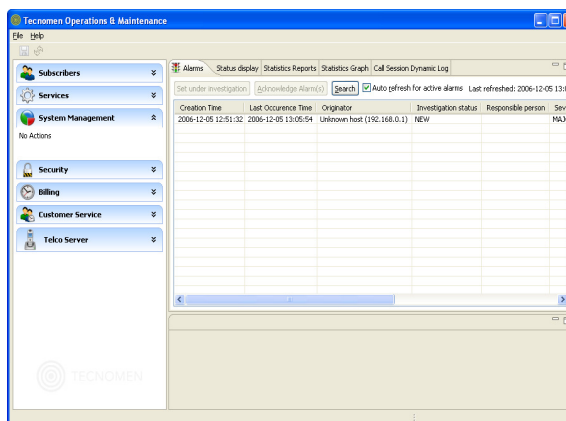 Tecnomen Operations & Maintenance
File Help
Subscribers
Services
System Management
No Actions
Security
Billing
Customer Service
Telco Server
TECNOMEN
Alarms Status display Statistics Reports Statistics Graph Call Session Dynamic Log
Set under investigation Acknowledge Alarm(s) Search Auto refresh for active alarms Last refreshed: 2006-12-05 13:0
Creation Time Last Occurence Time Originator Investigation status Responsible person Sev
2006-12-05 12:51:32 2006-12-05 13:05:54 Unknown host (192.168.0.1) NEW MAJ